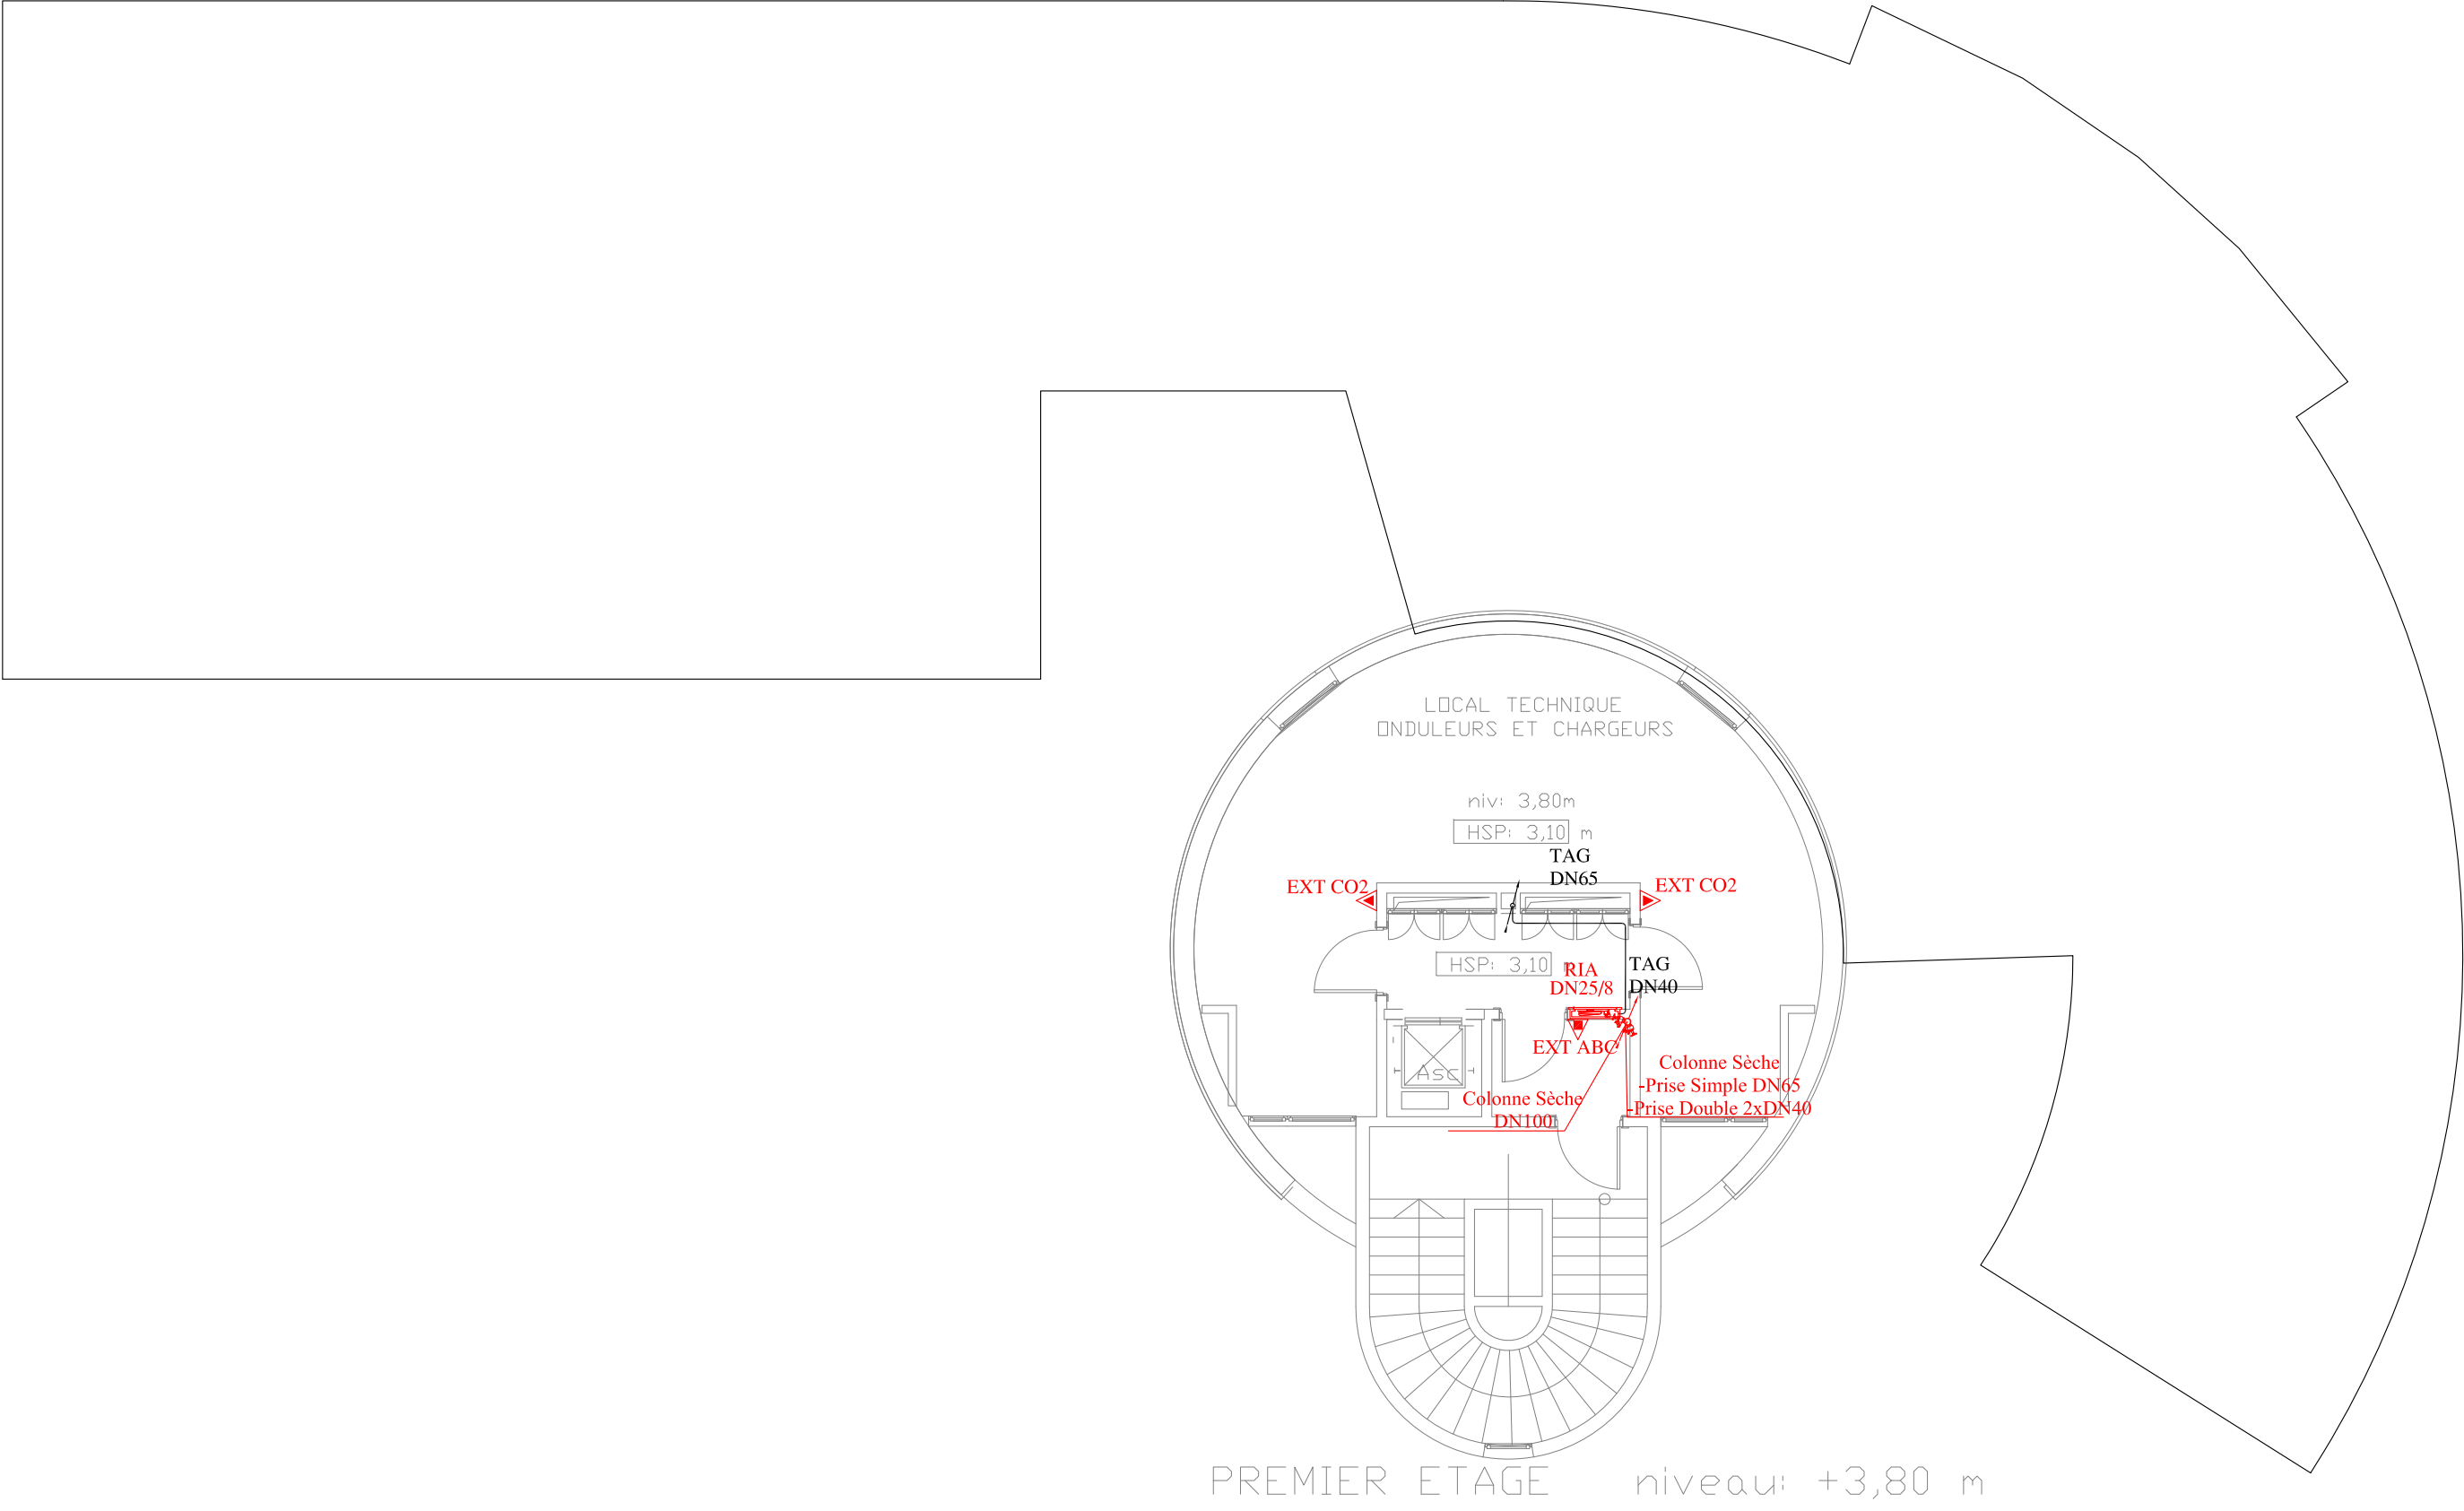 LOCAL TECHNIQUE
ONDULEURS ET CHARGEURS
niv: 3,80m
HSP: 3,10 m
TAG
DN65
EXT CO2
EXT CO2
HSP: 3,10 m
RIA
DN25/8
TAG
DN40
EXT ABC
Asc
Colonne Sèche
DN100
Colonne Sèche
-Prise Simple DN65
-Prise Double 2xDN40
PREMIER ETAGE niveau: +3,80 m